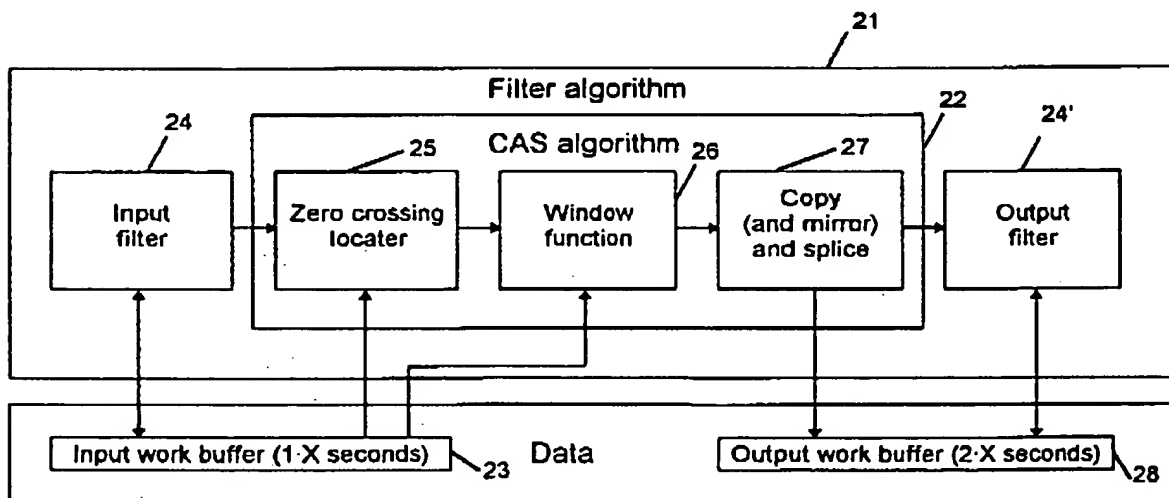 21
Filter algorithm
22
24'
24
CAS algorithm
25
26
27
Input
filter
Zero crossing
locater
Window
function
Copy
(and mirror)
and splice
Output
filter
Input work buffer (1·X seconds)
23
Data
Output work buffer (2·X seconds)
28